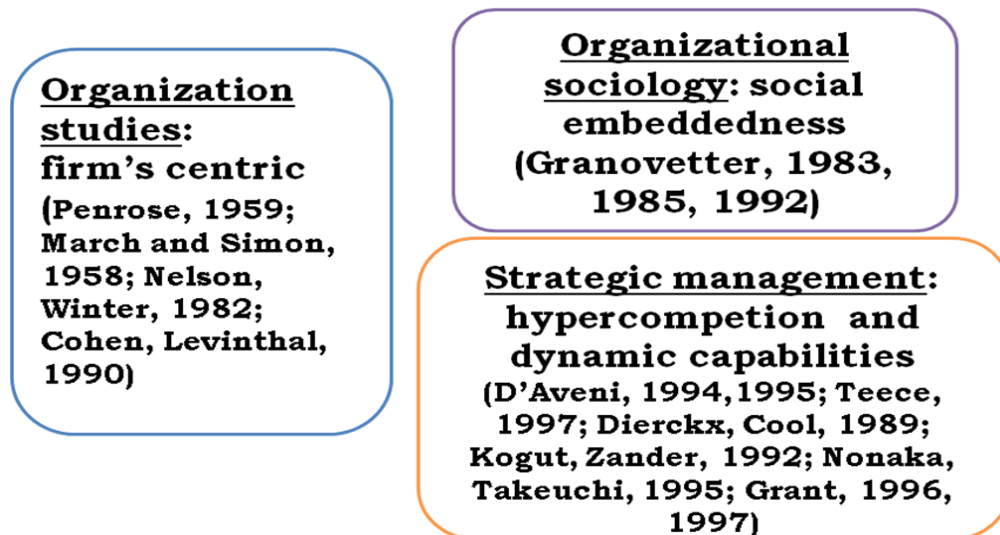 Organization
studies:
firm's centric
(Penrose, 1959;
March and Simon,
1958; Nelson,
Winter, 1982;
Cohen, Levinthal,
1990)
Organizational
sociology: social
embeddedness
(Granovetter, 1983,
1985, 1992)
Strategic management:
hypercompetion and
dynamic capabilities
(D'Aveni, 1994,1995; Teece,
1997; Dierckx, Cool, 1989;
Kogut, Zander, 1992; Nonaka,
Takeuchi, 1995; Grant, 1996,
1997)